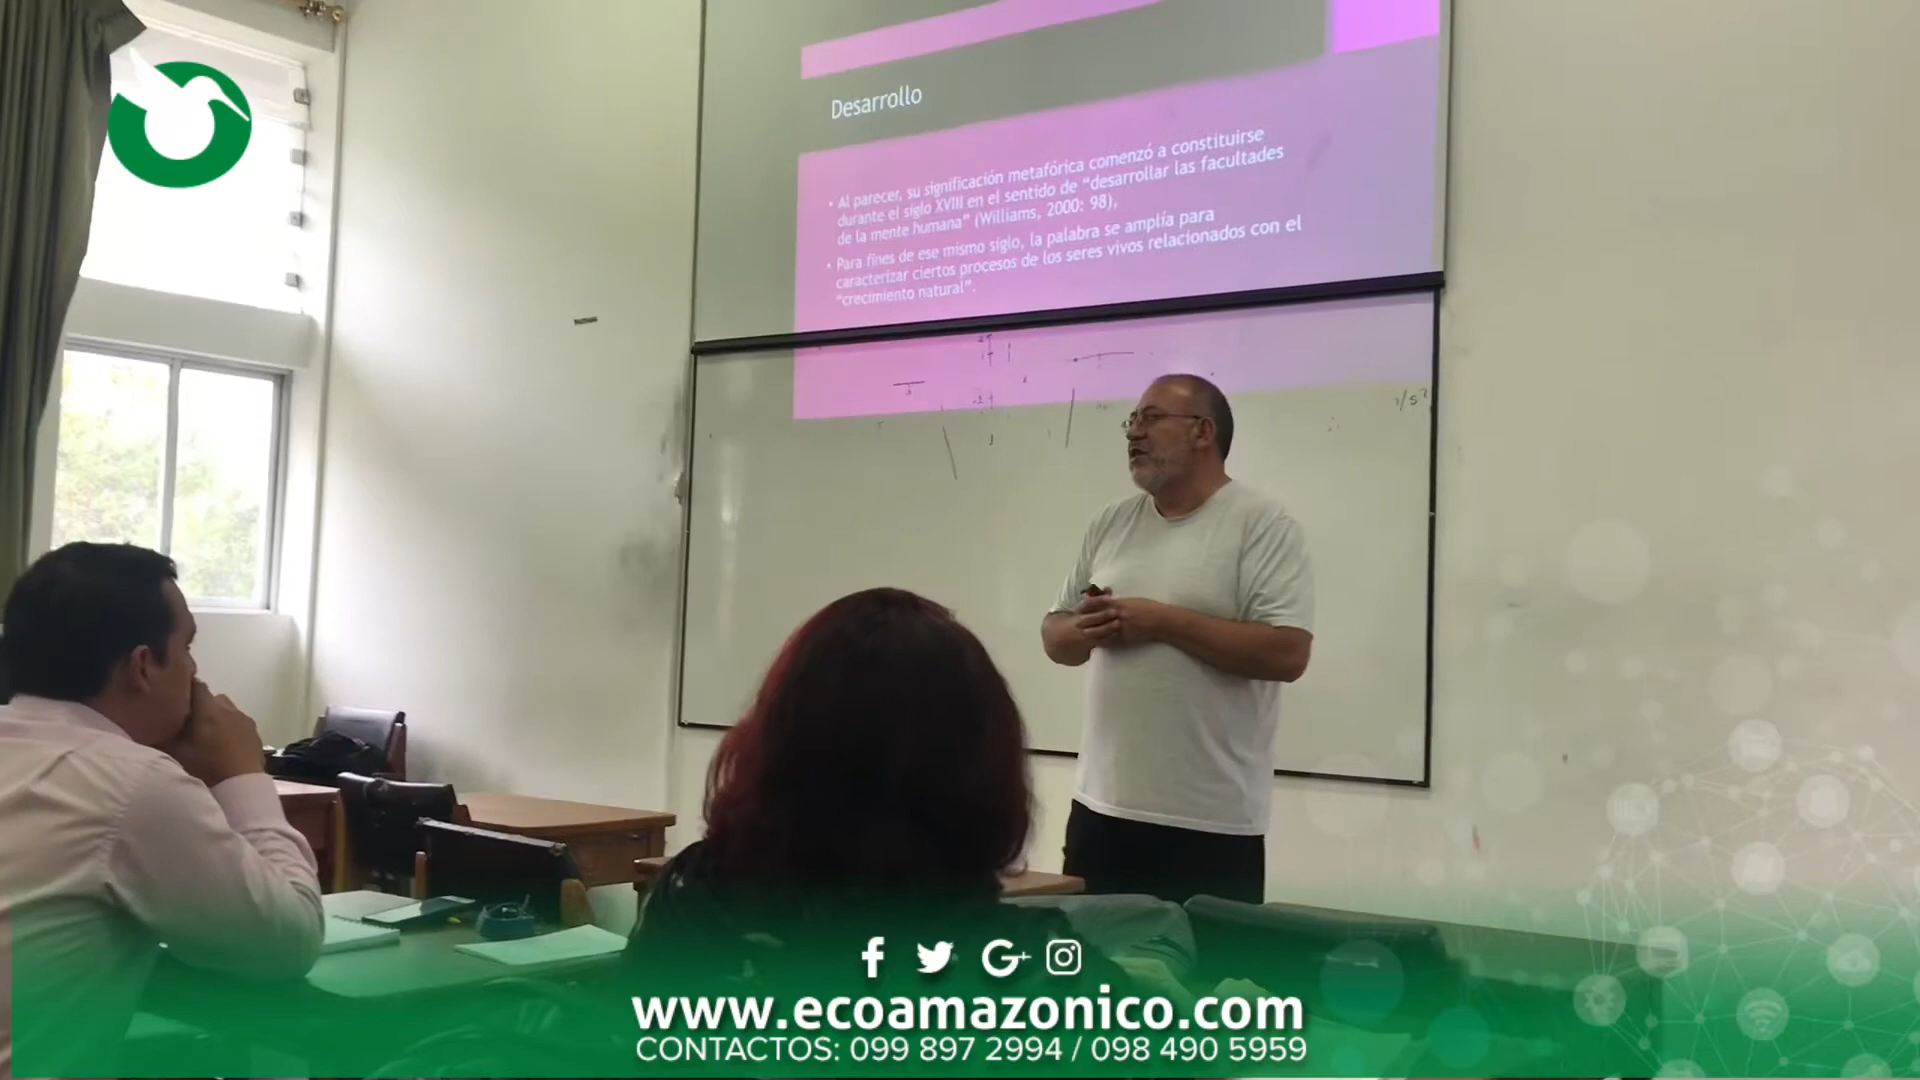 Desarrollo
• Al parecer, su significación metafórica comenzó a constituirse
durante el siglo XVIII en el sentido de “desarrollar las facultades
de la mente humana” (Williams, 2000: 98),
• Para fines de ese mismo siglo, la palabra se amplía para
caracterizar ciertos procesos de los seres vivos relacionados con el
“crecimiento natural”.
www.ecoamazonico.com
CONTACTOS: 099 897 2994 / 098 490 5959